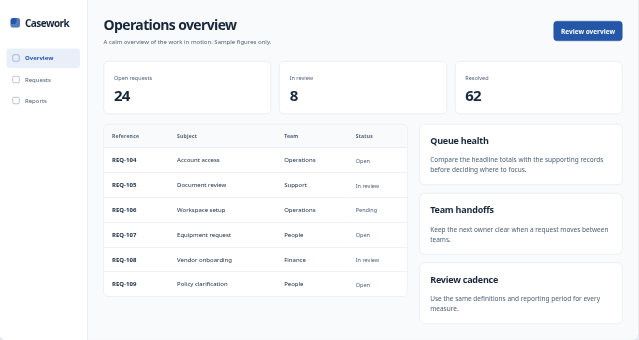 Casework
Overview
Requests
Reports
Operations overview
A calm overview of the work in motion. Sample figures only.
Review overview
Open requests
24
In review
8
Resolved
62
Reference Subject Team Status
REQ-104 Account access Operations Open
REQ-105 Document review Support In review
REQ-106 Workspace setup Operations Pending
REQ-107 Equipment request People Open
REQ-108 Vendor onboarding Finance In review
REQ-109 Policy clarification People Open
Queue health
Compare the headline totals with the supporting records
before deciding where to focus.
Team handoffs
Keep the next owner clear when a request moves between
teams.
Review cadence
Use the same definitions and reporting period for every
measure.